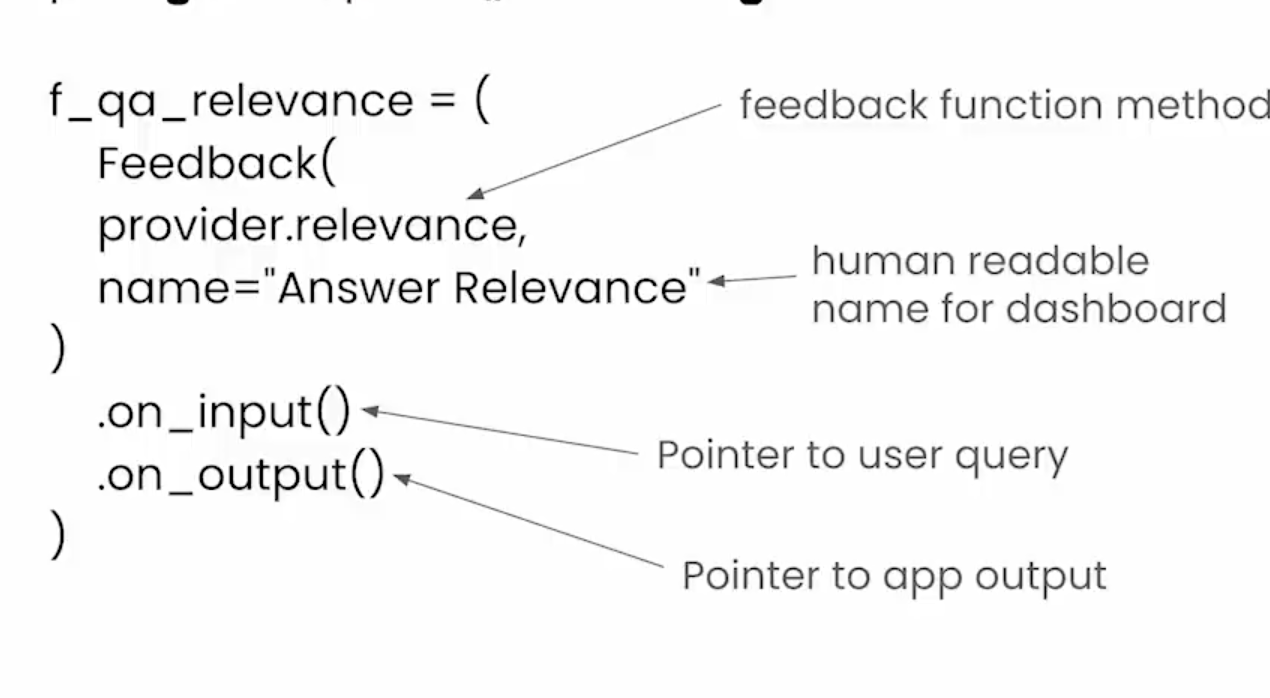 f_qa_relevance = (
feedback function method
Feedback(
provider.relevance,
name="Answer Relevance"
human readable
name for dashboard
)
.on_input()
Pointer to user query
.on_output()
)
Pointer to app output